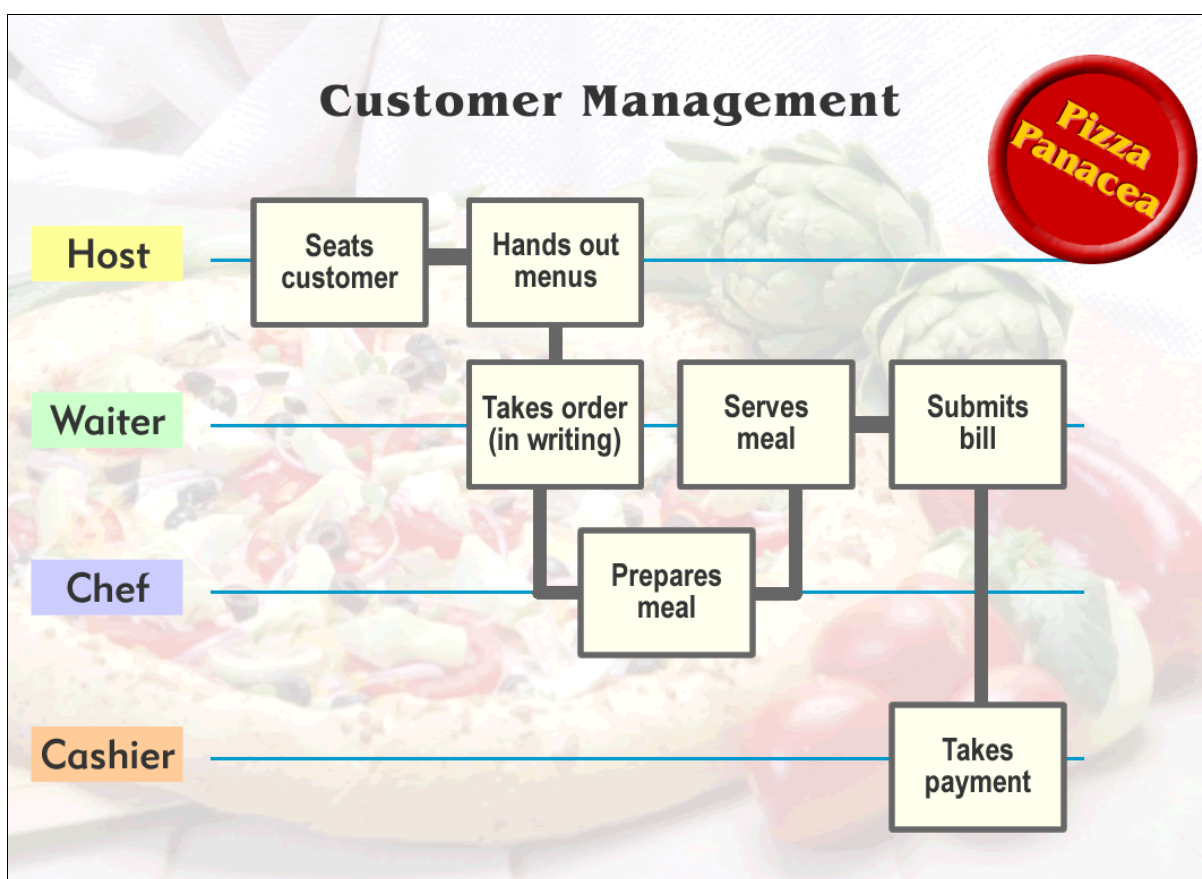 Customer Management
Pizza
Panacea
Host
Seats
customer
Hands out
menus
Waiter
Takes order
(in writing)
Serves
meal
Submits
bill
Chef
Prepares
meal
Cashier
Takes
payment